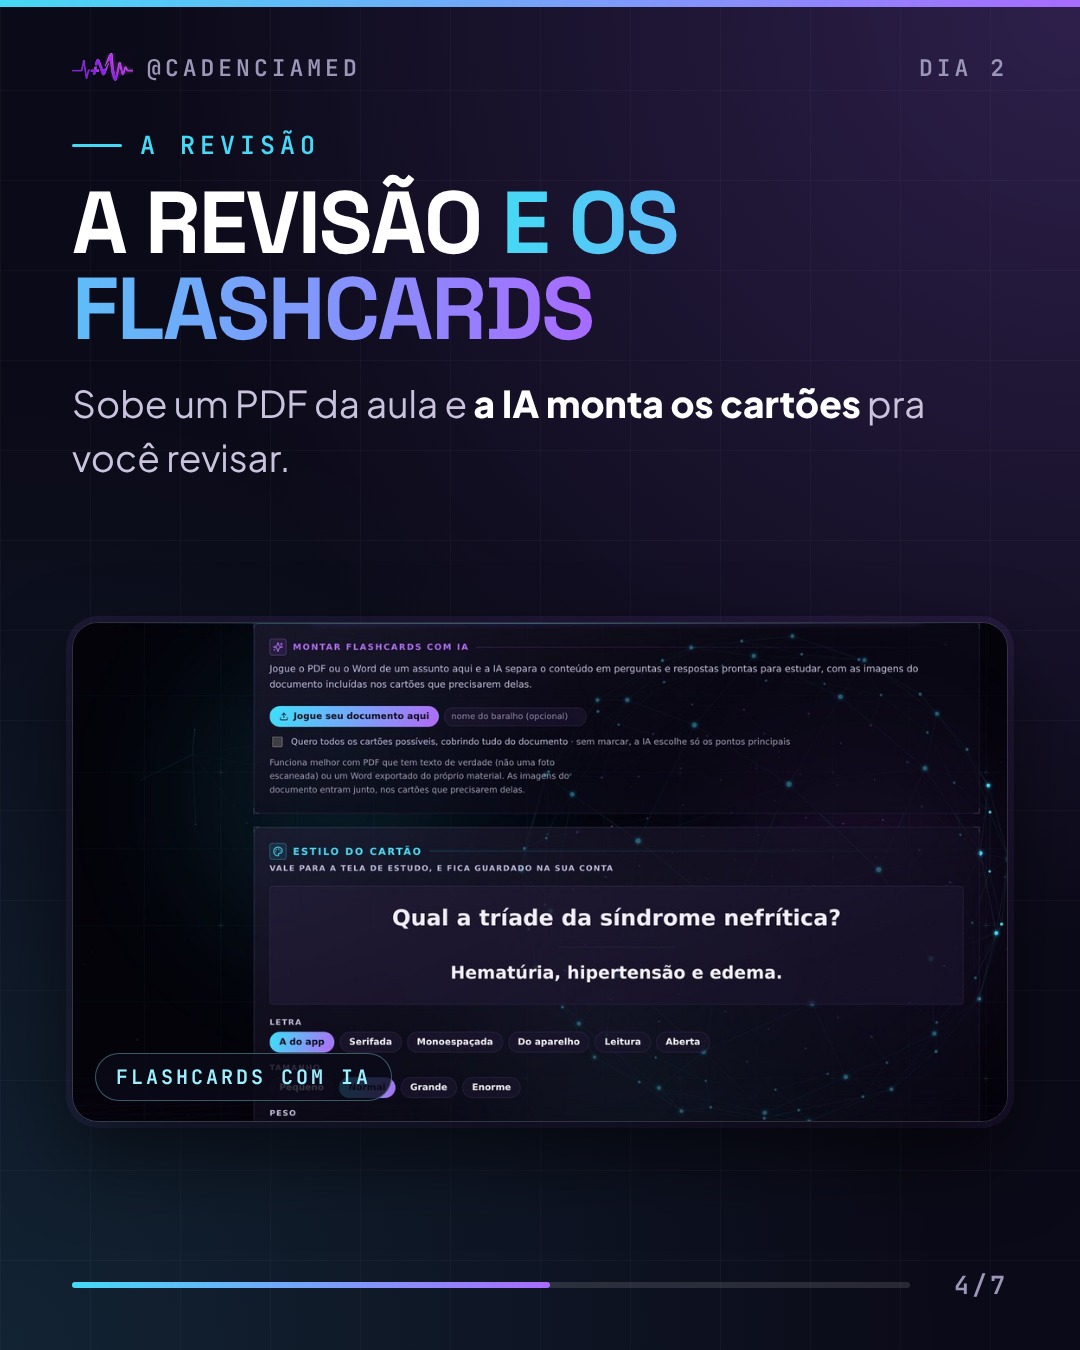 @CADENCIAMED
DIA 2
A REVISÃO
A REVISÃO E OS
FLASHCARDS
Sobe um PDF da aula e a IA monta os cartões pra
você revisar.
MONTAR FLASHCARDS COM IA
Jogue o PDF ou o Word de um assunto aqui e a IA separa o conteúdo em perguntas e respostas prontas para estudar, com as imagens do
documento incluídas nos cartões que precisarem delas.
Jogue seu documento aqui
nome do baralho (opcional)
Quero todos os cartões possíveis, cobrindo tudo do documento · sem marcar, a IA escolhe só os pontos principais
Funciona melhor com PDF que tem texto de verdade (não uma foto
escaneada) ou um Word exportado do próprio material. As imagens do
documento entram junto, nos cartões que precisarem delas.
ESTILO DO CARTÃO
VALE PARA A TELA DE ESTUDO, E FICA GUARDADO NA SUA CONTA
Qual a tríade da síndrome nefrítica?
Hematúria, hipertensão e edema.
LETRA
A do app Serifada Monoespaçada Do aparelho Leitura Aberta
TAMANHO
Pequeno Normal Grande Enorme
FLASHCARDS COM IA
PESO
4/7